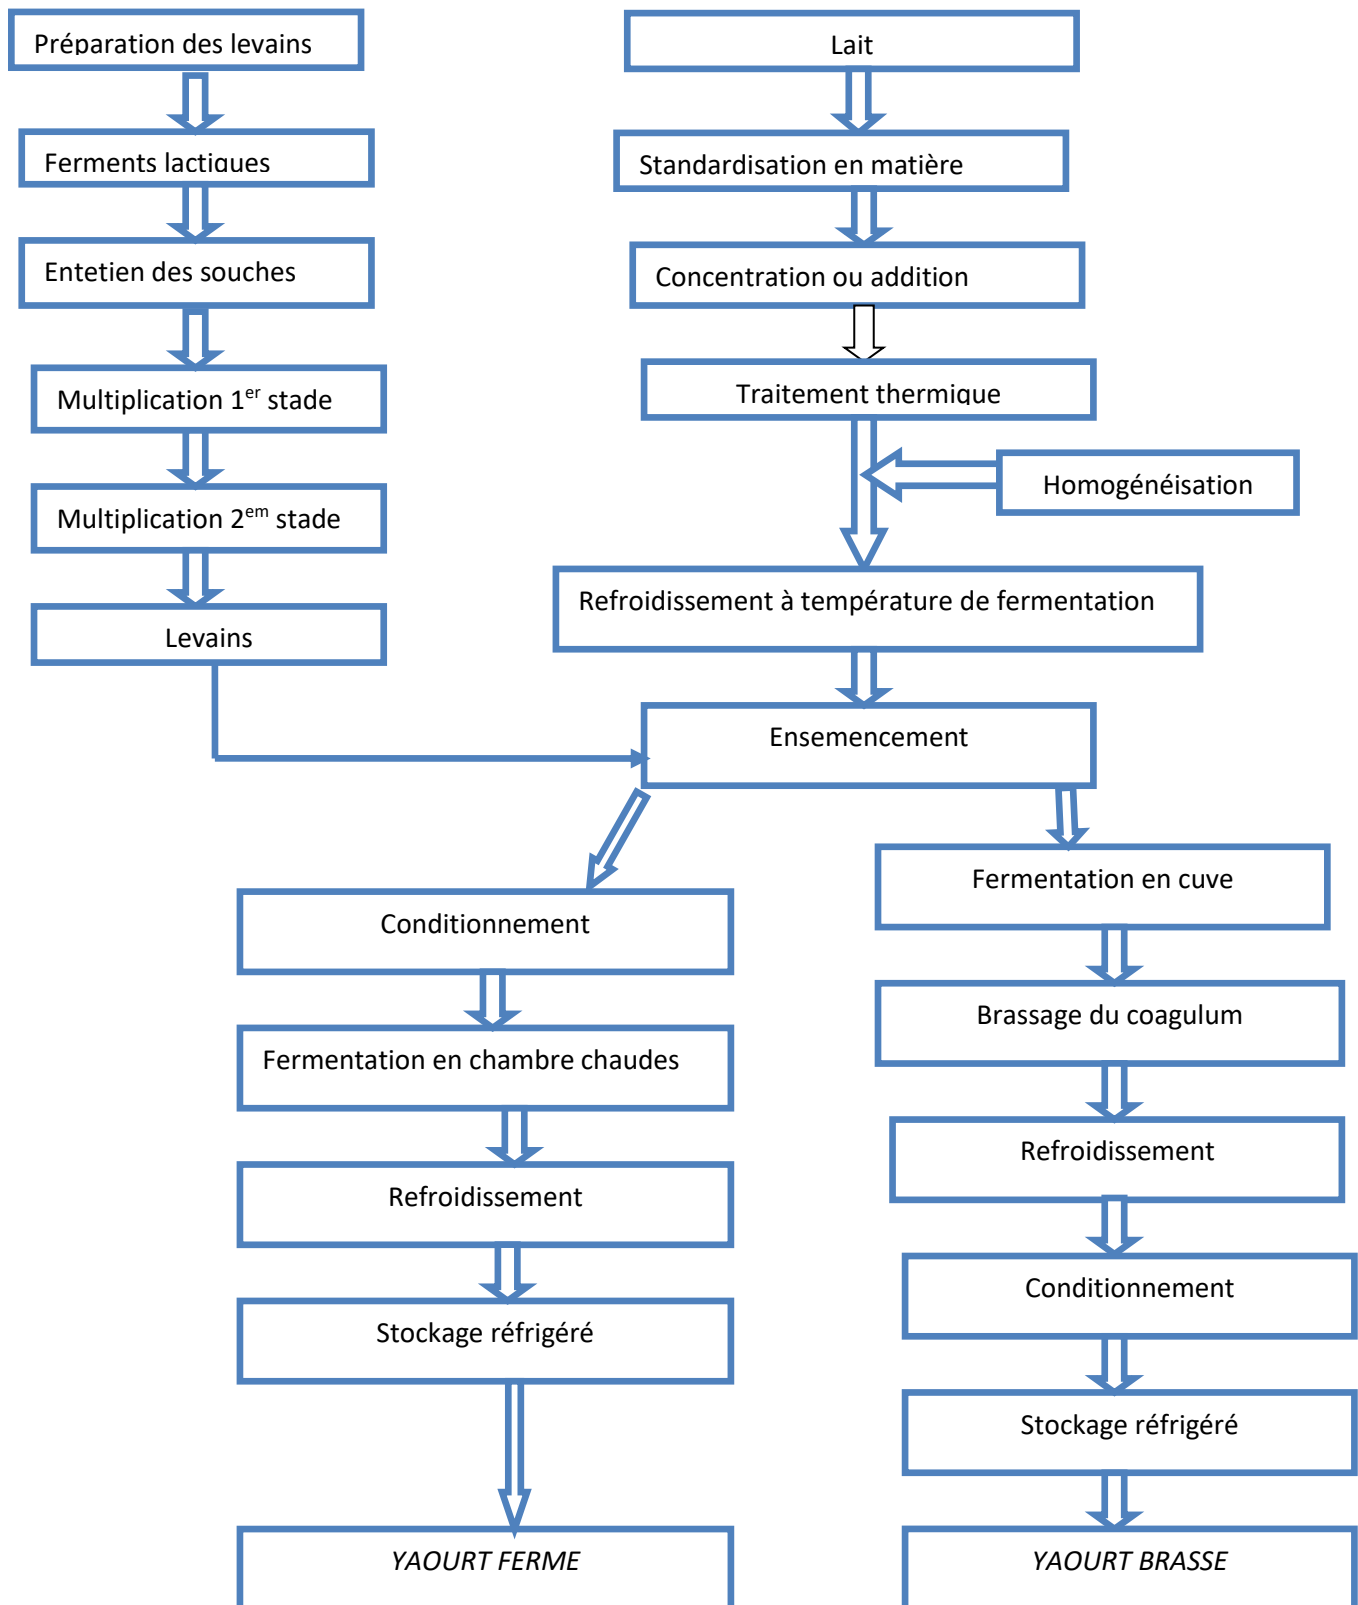 Préparation des levains
Ferments lactiques
Entetien des souches
Multiplication 1er stade
Multiplication 2em stade
Levains
Lait
Standardisation en matière
Concentration ou addition
Traitement thermique
Homogénéisation
Refroidissement à température de fermentation
Ensemencement
Conditionnement
Fermentation en chambre chaudes
Refroidissement
Stockage réfrigéré
YAOURT FERME
Fermentation en cuve
Brassage du coagulum
Refroidissement
Conditionnement
Stockage réfrigéré
YAOURT BRASSE